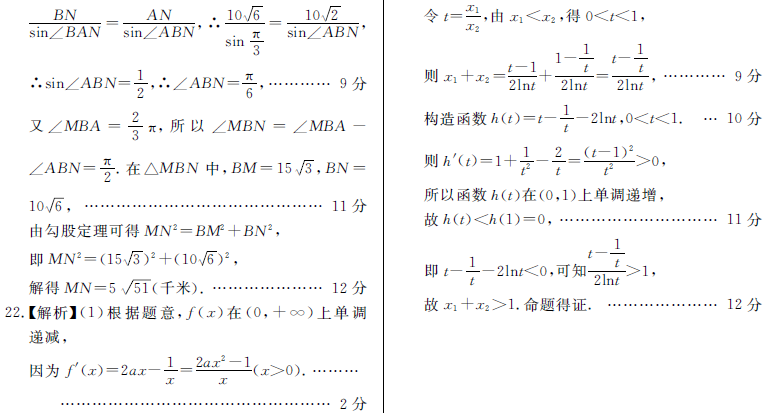 BN/sin∠BAN=AN/sin∠ABN,∴10√6/sin π/3=10√2/sin∠ABN,
∴sin∠ABN=1/2,∴∠ABN=π/6,………… 9 分
又∠MBA=2/3 π,所以∠MBN=∠MBA-
∠ABN=π/2. 在△MBN 中,BM=15√3,BN=
10√6, …………………………………… 11 分
由勾股定理可得 MN²=BM²+BN²,
即 MN²=(15√3)²+(10√6)²,
解得 MN=5√51(千米). ………………… 12 分
22.【解析】(1)根据题意,f(x)在(0,+∞)上单调
递减,
因为 f′(x)=2ax-1/x=(2ax²-1)/x(x>0). ………
………………………………………… 2 分
令 t=x₁/x₂,由 x₁<x₂,得 0<t<1,
则 x₁+x₂=(t-1)/2lnt+(1-1/t)/2lnt=(t-1/t)/2lnt, ………… 9 分
构造函数 h(t)=t-1/t-2lnt,0<t<1. … 10 分
则 h′(t)=1+1/t²-2/t=(t-1)²/t²>0,
所以函数 h(t)在(0,1)上单调递增,
故 h(t)<h(1)=0, ……………………… 11 分
即 t-1/t-2lnt<0,可知(t-1/t)/2lnt>1,
故 x₁+x₂>1. 命题得证. ……………… 12 分